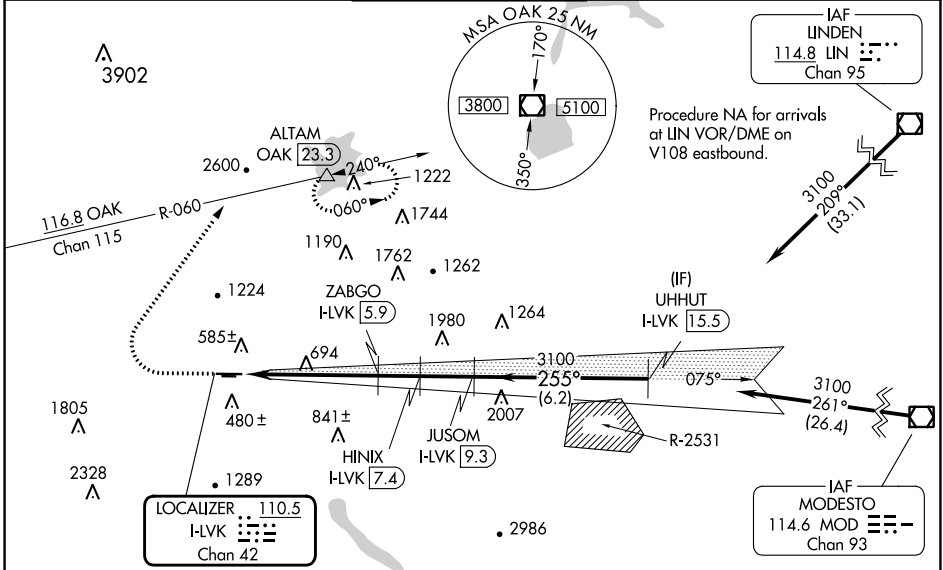 MSA OAK 25 NM
170°
3800
5100
350°
IAF
LINDEN
114.8 LIN
Chan 95
3902
Procedure NA for arrivals
at LIN VOR/DME on
V108 eastbound.
ALTAM
OAK 23.3
2600
240°
1222
060°
116.8 OAK
R-060
Chan 115
1744
3100
209°
(33.1)
1190
1762
1262
(IF)
UHHUT
I-LVK 15.5
ZABGO
I-LVK 5.9
1224
1980
1264
585±
694
3100
255°
(6.2)
075°
3100
261°
(26.4)
1805
480±
841±
HINIX
I-LVK 7.4
JUSOM
I-LVK 9.3
2007
R-2531
2328
1289
LOCALIZER 110.5
I-LVK
Chan 42
2986
IAF
MODESTO
114.6 MOD
Chan 93